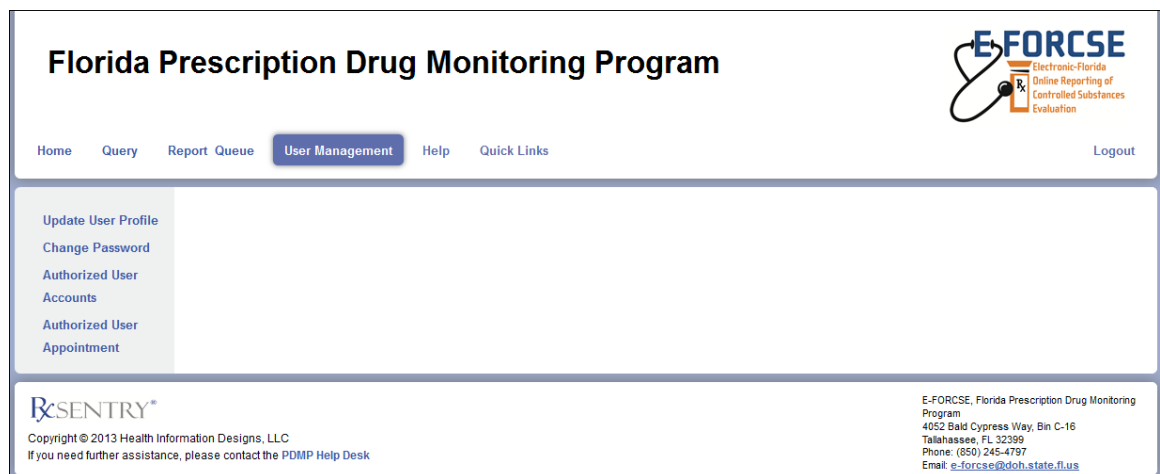 Florida Prescription Drug Monitoring Program
E-FORCSE
Electronic-Florida
Online Reporting of
Controlled Substances
Evaluation
Rx
Home Query Report Queue User Management Help Quick Links Logout
Update User Profile
Change Password
Authorized User
Accounts
Authorized User
Appointment
RxSENTRY®
Copyright © 2013 Health Information Designs, LLC
If you need further assistance, please contact the PDMP Help Desk
E-FORCSE, Florida Prescription Drug Monitoring
Program
4052 Bald Cypress Way, Bin C-16
Tallahassee, FL 32399
Phone: (850) 245-4797
Email: e-forcse@doh.state.fl.us